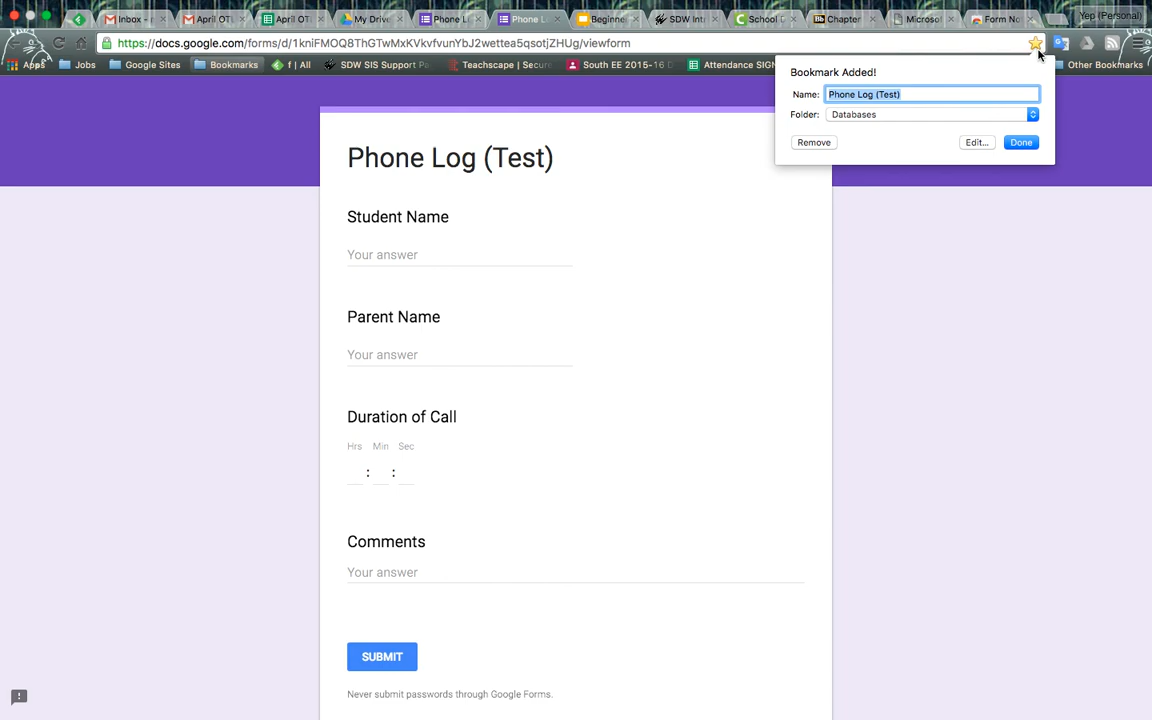 Inbox -
April OT
April OT
My Drive
Phone L
Phone L
Beginne
SDW Int
School D
Bb Chapter
Microso
Form No
Yep (Personal)
https://docs.google.com/forms/d/1kniFMOQ8ThGTwMxKVkvfvunYbJ2wettea5qsotjZHUg/viewform
Apps
Jobs
Google Sites
Bookmarks
f | All
SDW SIS Support Po
Teachscape | Secure
South EE 2015-16 D
Attendance SIGN
Other Bookmarks
Bookmark Added!
Name: Phone Log (Test)
Folder: Databases
Remove
Edit...
Done
Phone Log (Test)
Student Name
Your answer
Parent Name
Your answer
Duration of Call
Hrs Min Sec
: :
Comments
Your answer
SUBMIT
Never submit passwords through Google Forms.